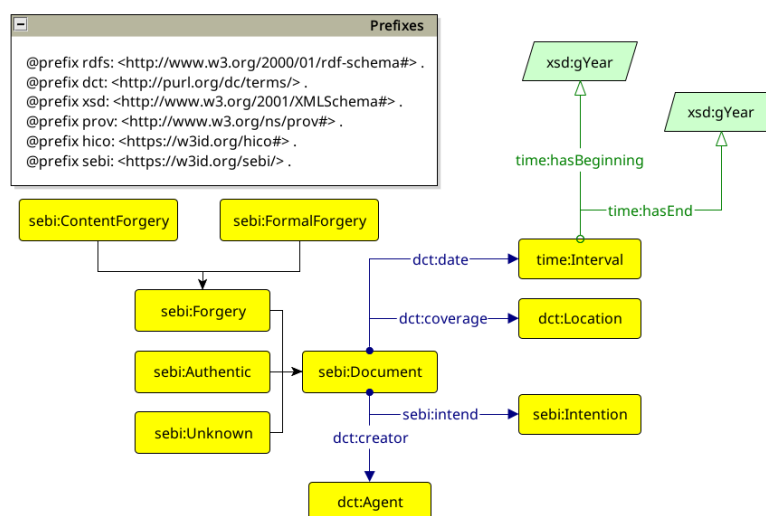 Prefixes
@prefix rdfs: <http://www.w3.org/2000/01/rdf-schema#> .
@prefix dct: <http://purl.org/dc/terms/> .
@prefix xsd: <http://www.w3.org/2001/XMLSchema#> .
@prefix prov: <http://www.w3.org/ns/prov#> .
@prefix hico: <https://w3id.org/hico#> .
@prefix sebi: <https://w3id.org/sebi/> .
xsd:gYear
xsd:gYear
time:hasBeginning
time:hasEnd
sebi:ContentForgery
sebi:FormalForgery
dct:date
time:Interval
sebi:Forgery
dct:coverage
dct:Location
sebi:Authentic
sebi:Document
sebi:intend
sebi:Intention
sebi:Unknown
dct:creator
dct:Agent